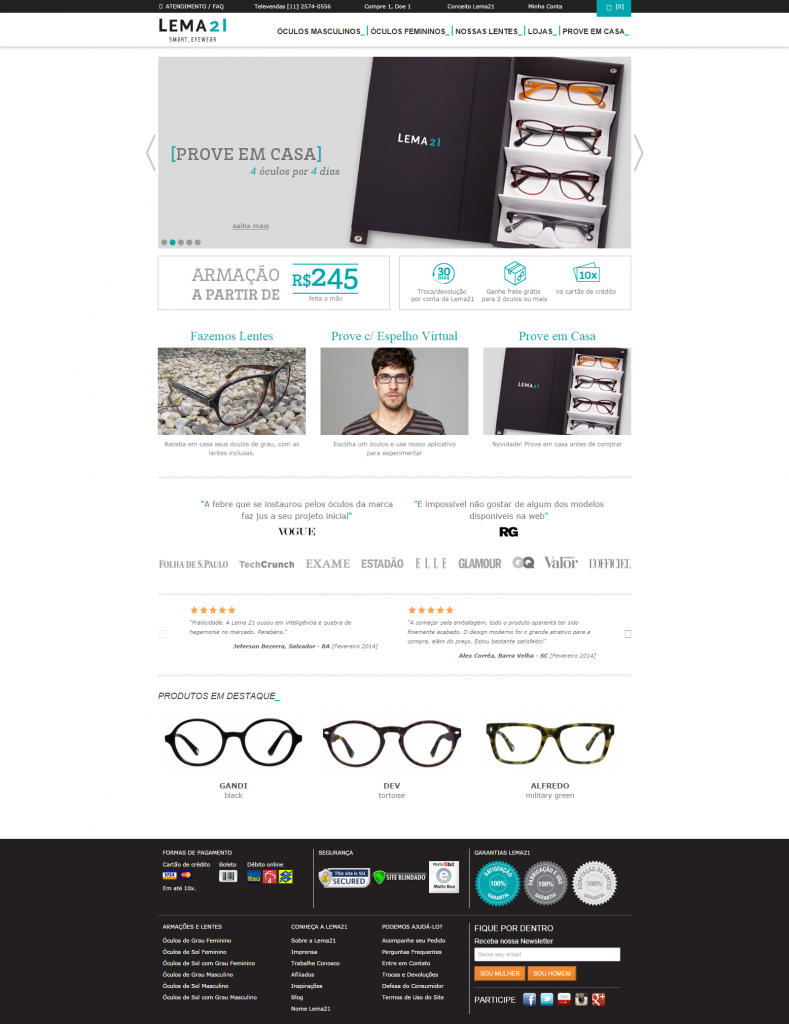 ATENDIMENTO / FAQ
Televendas [11] 2574-0556
Compre 1, Doe 1
Conceito Lema21
Minha Conta
[0]
LEMA21
SMART_EYEWEAR
ÓCULOS MASCULINOS_
ÓCULOS FEMININOS_
NOSSAS LENTES_
LOJAS_
PROVE EM CASA_
[PROVE EM CASA]
4 óculos por 4 dias
saiba mais
LEMA21
ARMAÇÃO
A PARTIR DE
R$245
feita a mão
30
DIAS
Troca/devolução
por conta da Lema21
Ganhe frete grátis
para 2 óculos ou mais
10x
no cartão de crédito
Fazemos Lentes
Prove c/ Espelho Virtual
Prove em Casa
LEMA21
Receba em casa seus óculos de grau, com as
lentes inclusas.
Escolha um óculos e use nosso aplicativo
para experimentar
Novidade! Prove em casa antes de comprar
"A febre que se instaurou pelos óculos da marca
faz jus a seu projeto inicial"
VOGUE
"É impossível não gostar de algum dos modelos
disponíveis na web"
RG
FOLHA DE S.PAULO
TechCrunch
EXAME
ESTADÃO
ELLE
GLAMOUR
GQ
Valor
L'OFFICIEL
"Praticidade. A Lema 21 ousou em inteligência e quebra de
hegemonia no mercado. Parabéns."
Jeferson Bezerra, Salvador - BA [Fevereiro 2014]
"A começar pela embalagem, todo o produto aparenta ter sido
finamente acabado. O design moderno foi o grande atrativo para a
compra, além do preço. Estou bastante satisfeito!"
Alex Corrêa, Barra Velha - SC [Fevereiro 2014]
PRODUTOS EM DESTAQUE_
GANDI
black
DEV
tortoise
ALFREDO
military green
FORMAS DE PAGAMENTO
Cartão de crédito
Boleto
Débito online
VISA
Itaú
Em até 10x.
SEGURANÇA
This site is SSL
SECURED
SITE BLINDADO
e
Muito Boa
GARANTIAS LEMA21
SATISFAÇÃO
100%
GARANTIA
100%
GARANTIA
100%
GARANTIA
ARMAÇÕES E LENTES
Óculos de Grau Feminino
Óculos de Sol Feminino
Óculos de Sol com Grau Feminino
Óculos de Grau Masculino
Óculos de Sol Masculino
Óculos de Sol com Grau Masculino
CONHEÇA A LEMA21
Sobre a Lema21
Imprensa
Trabalhe Conosco
Afiliados
Inspirações
Blog
Nome Lema21
PODEMOS AJUDÁ-LO?
Acompanhe seu Pedido
Perguntas Frequentes
Entre em Contato
Trocas e Devoluções
Defesa do Consumidor
Termos de Uso do Site
FIQUE POR DENTRO
Receba nossa Newsletter
Deixe seu email!
SOU MULHER
SOU HOMEM
PARTICIPE